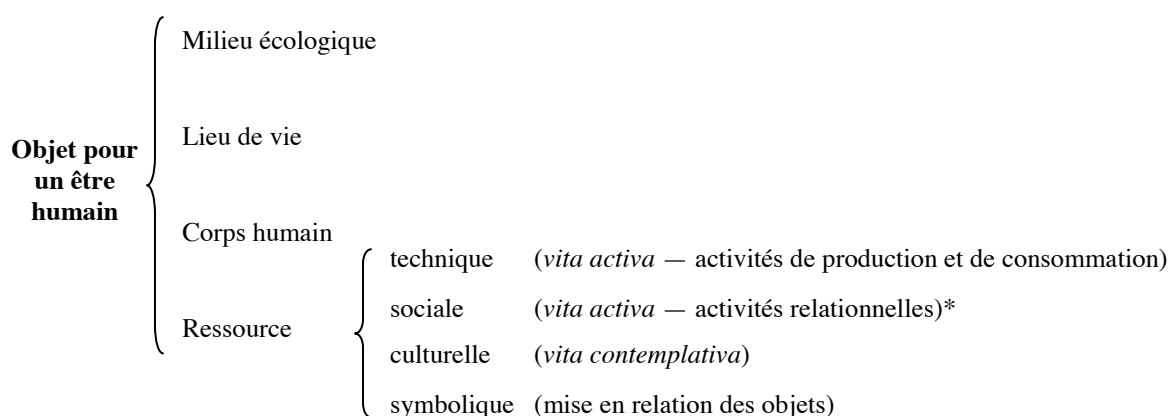 Milieu écologique
Lieu de vie
Objet pour
un être
humain
Corps humain
Ressource
technique (vita activa — activités de production et de consommation)
sociale (vita activa — activités relationnelles)*
culturelle (vita contemplativa)
symbolique (mise en relation des objets)